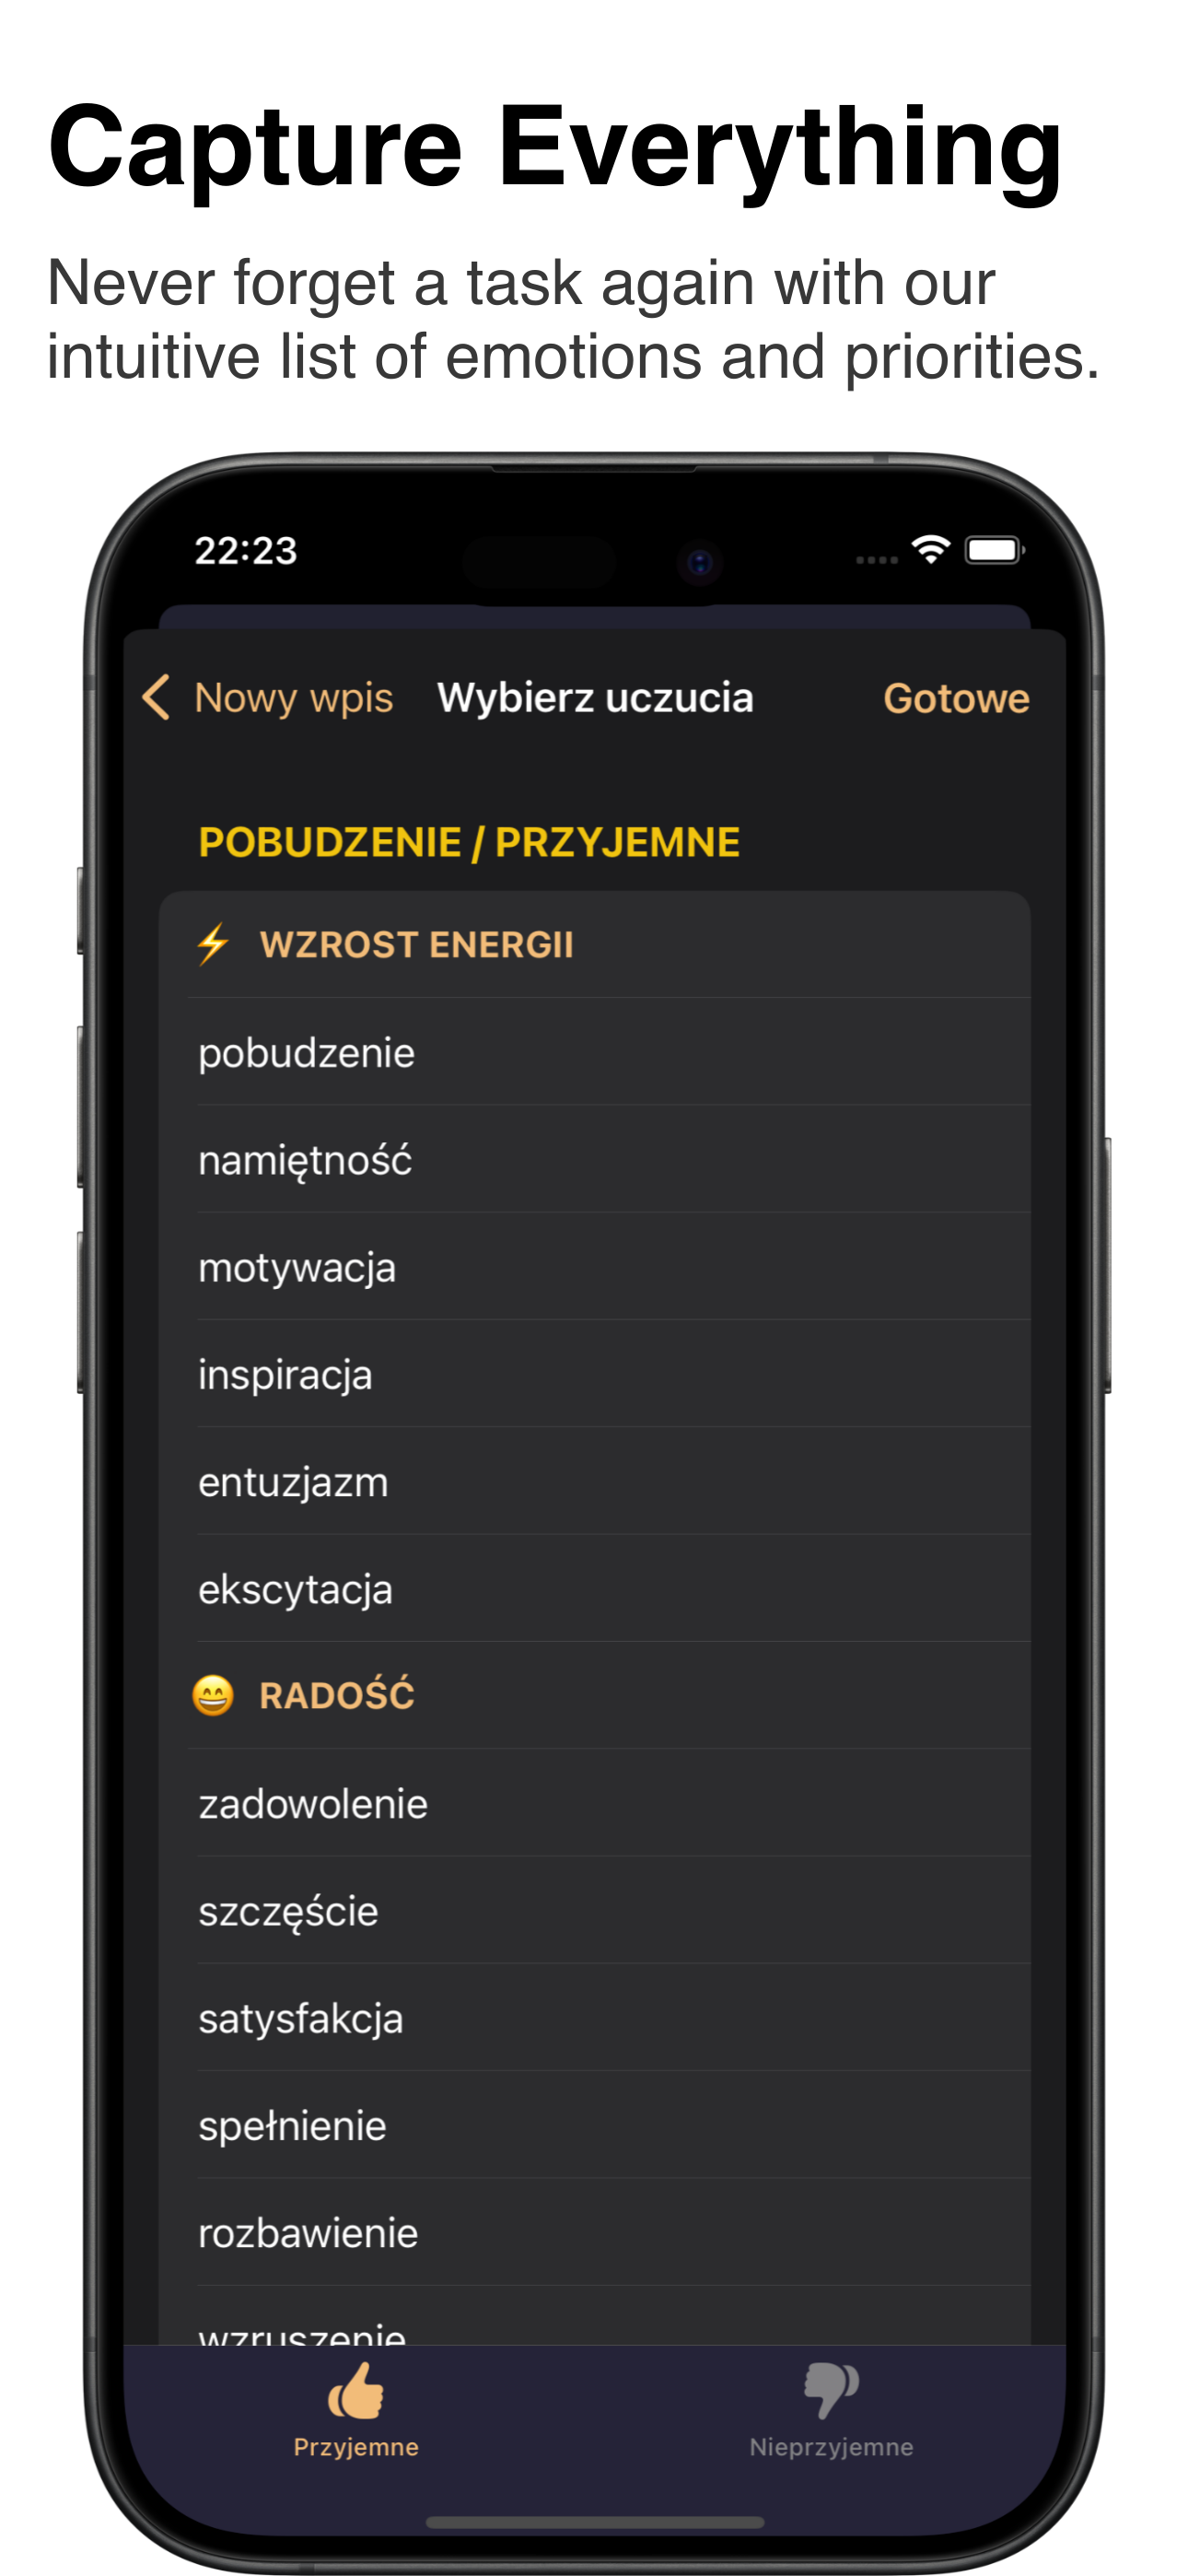 Capture Everything
Never forget a task again with our
intuitive list of emotions and priorities.
22:23
Nowy wpis
Wybierz uczucia
Gotowe
POBUDZENIE / PRZYJEMNE
WZROST ENERGII
pobudzenie
namiętność
motywacja
inspiracja
entuzjazm
ekscytacja
RADOŚĆ
zadowolenie
szczęście
satysfakcja
spełnienie
rozbawienie
wzruszenie
Przyjemne
Nieprzyjemne